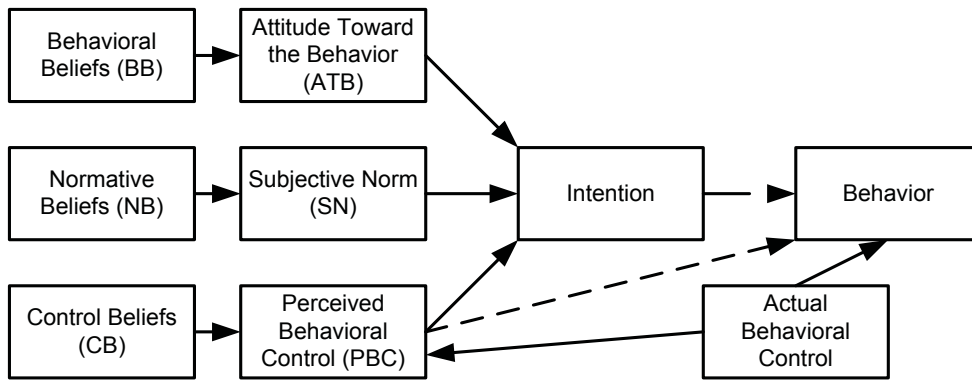 Behavioral
Beliefs (BB)
Attitude Toward
the Behavior
(ATB)
Normative
Beliefs (NB)
Subjective Norm
(SN)
Intention
Behavior
Control Beliefs
(CB)
Perceived
Behavioral
Control (PBC)
Actual
Behavioral
Control